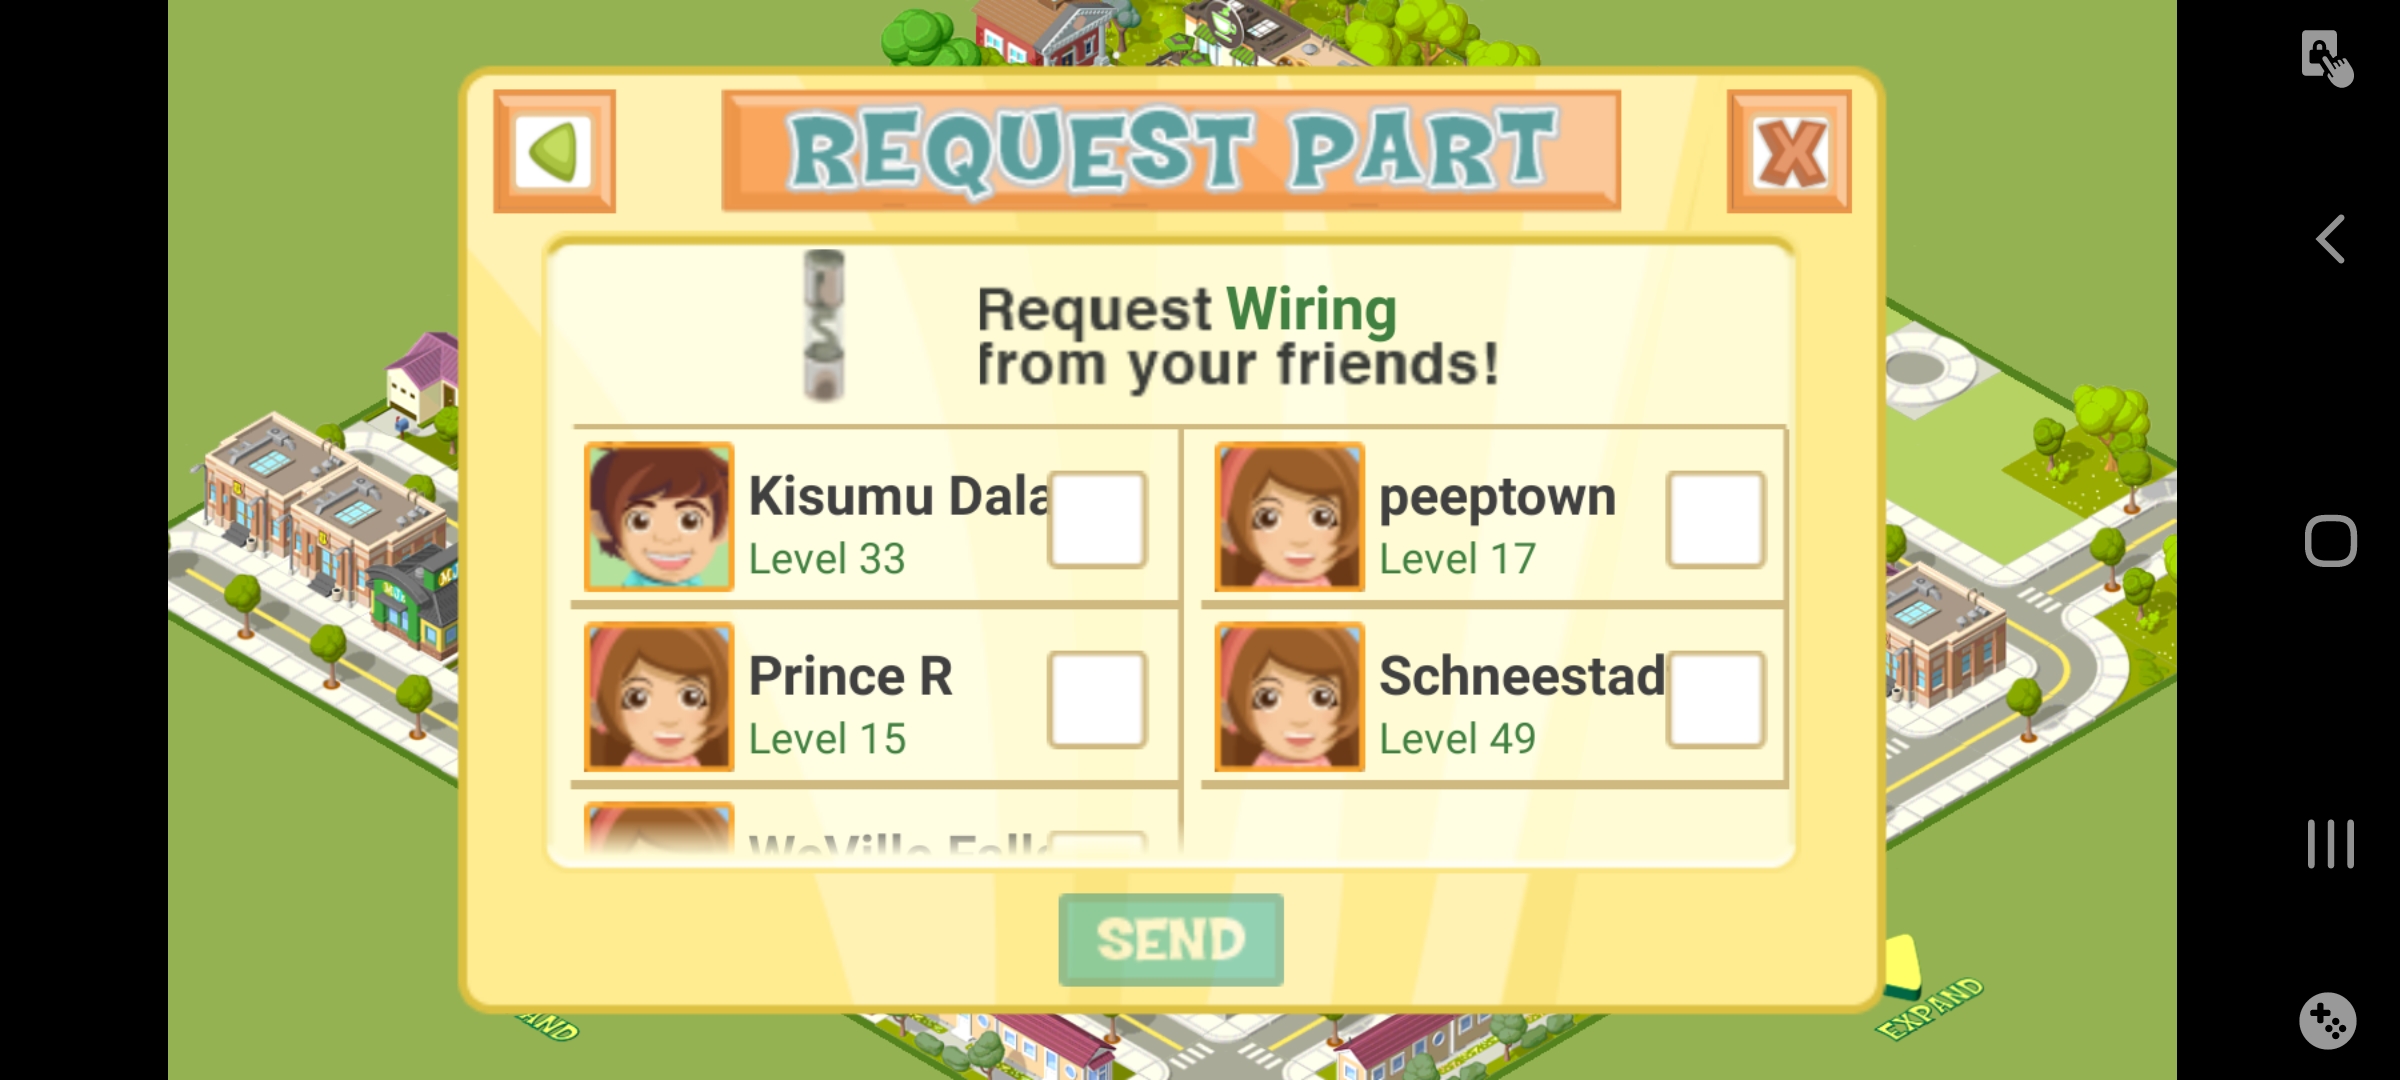 REQUEST PART
Request Wiring
from your friends!
Kisumu Dala
Level 33
peeptown
Level 17
Prince R
Level 15
Schneestad
Level 49
SEND
EXPAND